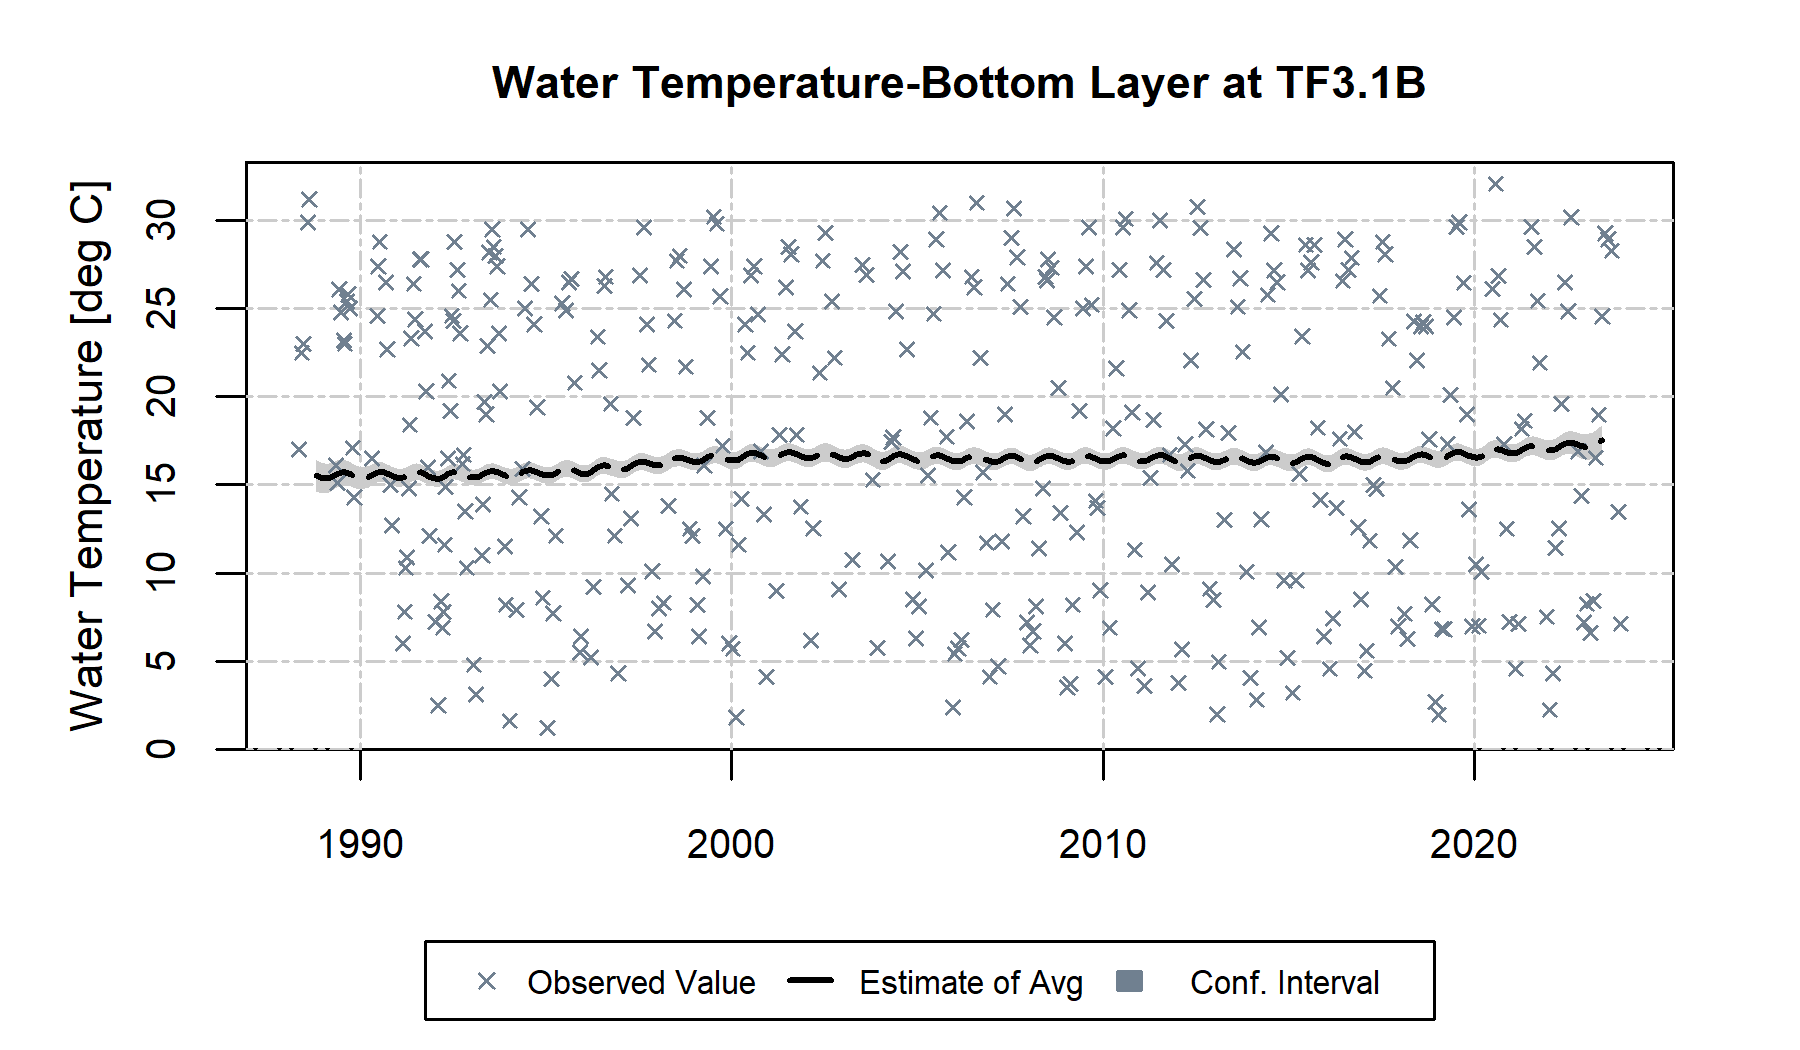 Water Temperature-Bottom Layer at TF3.1B
Water Temperature [deg C]
30
25
20
15
10
5
0
1990 2000 2010 2020
Observed Value Estimate of Avg Conf. Interval